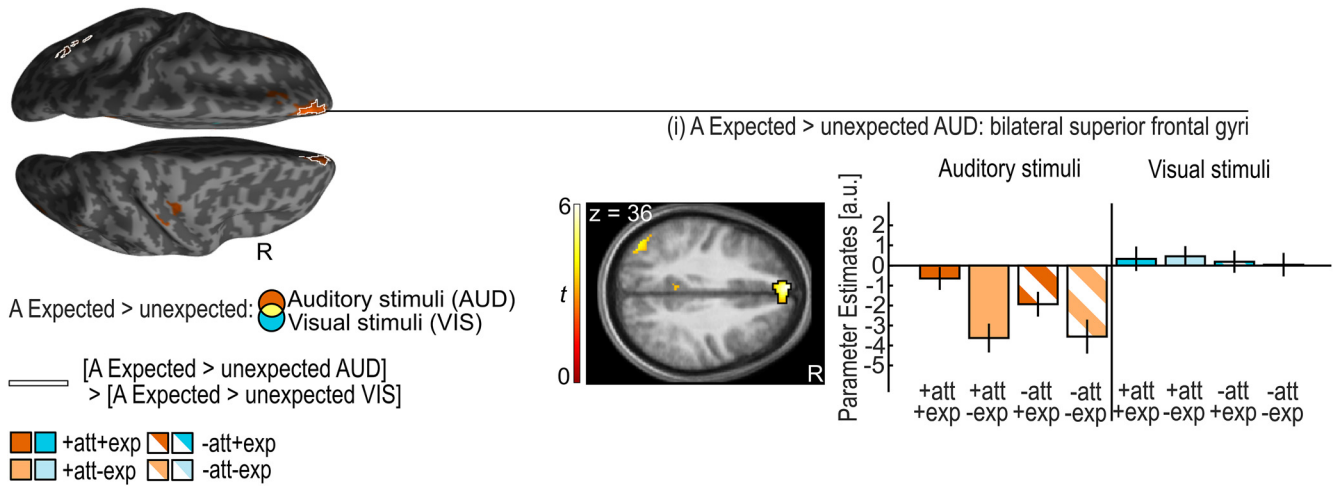 (i) A Expected > unexpected AUD: bilateral superior frontal gyri
R
A Expected > unexpected:
Auditory stimuli (AUD)
Visual stimuli (VIS)
[A Expected > unexpected AUD]
> [A Expected > unexpected VIS]
+att+exp
-att+exp
+att-exp
-att-exp
6
t
0
z = 36
R
Auditory stimuli
Visual stimuli
Parameter Estimates [a.u.]
2
1
0
-1
-2
-3
-4
-5
+att +att -att -att +att +att -att -att
+exp -exp +exp -exp +exp -exp +exp -exp